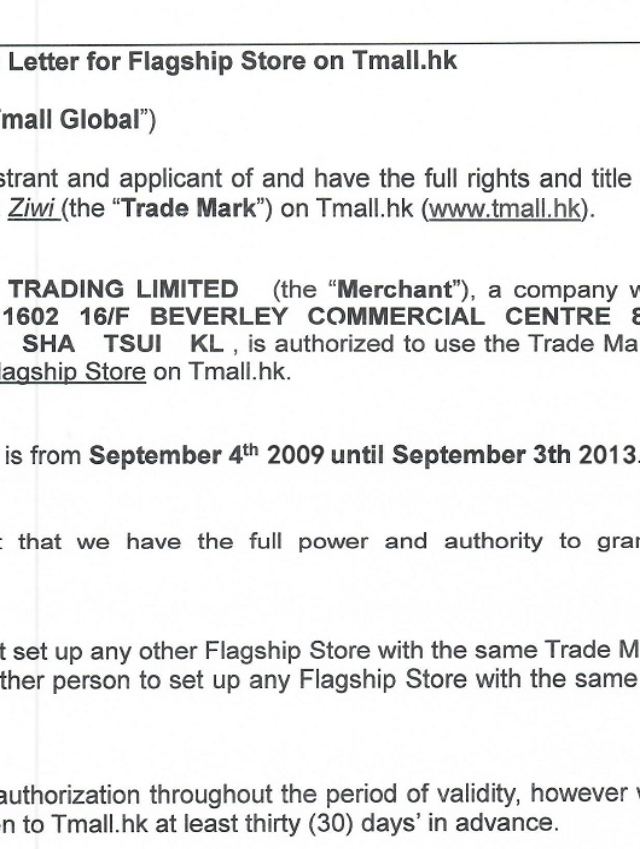 Letter for Flagship Store on Tmall.hk
mall Global”)
strant and applicant of and have the full rights and title
Ziwi (the “Trade Mark”) on Tmall.hk (www.tmall.hk).
TRADING LIMITED (the “Merchant”), a company w
1602 16/F BEVERLEY COMMERCIAL CENTRE 8
SHA TSUI KL , is authorized to use the Trade Ma
lagship Store on Tmall.hk.
is from September 4th 2009 until September 3th 2013.
t that we have the full power and authority to gran
t set up any other Flagship Store with the same Trade M
ther person to set up any Flagship Store with the same
authorization throughout the period of validity, however w
n to Tmall.hk at least thirty (30) days’ in advance.